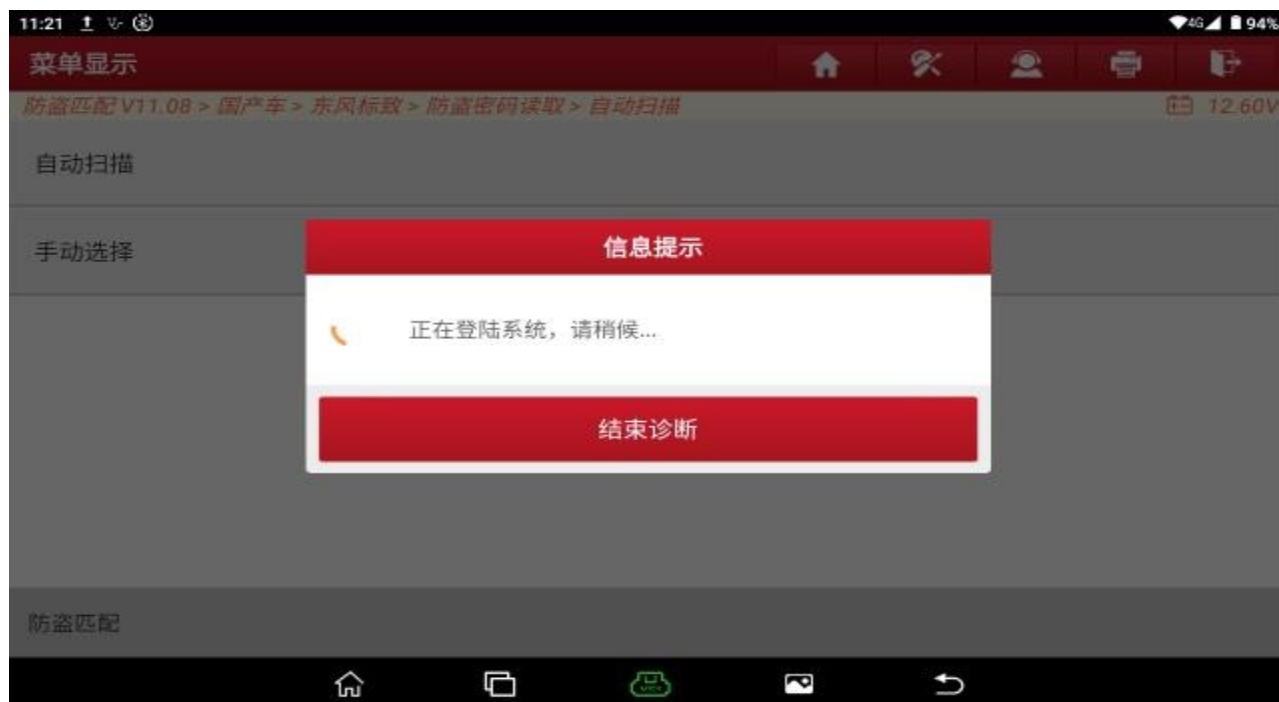 11:21
4G 94%
菜单显示
防盗匹配 V11.08 > 国产车 > 东风标致 > 防盗密码读取 > 自动扫描
12.60V
自动扫描
手动选择
信息提示
正在登陆系统，请稍候...
结束诊断
防盗匹配
VCI